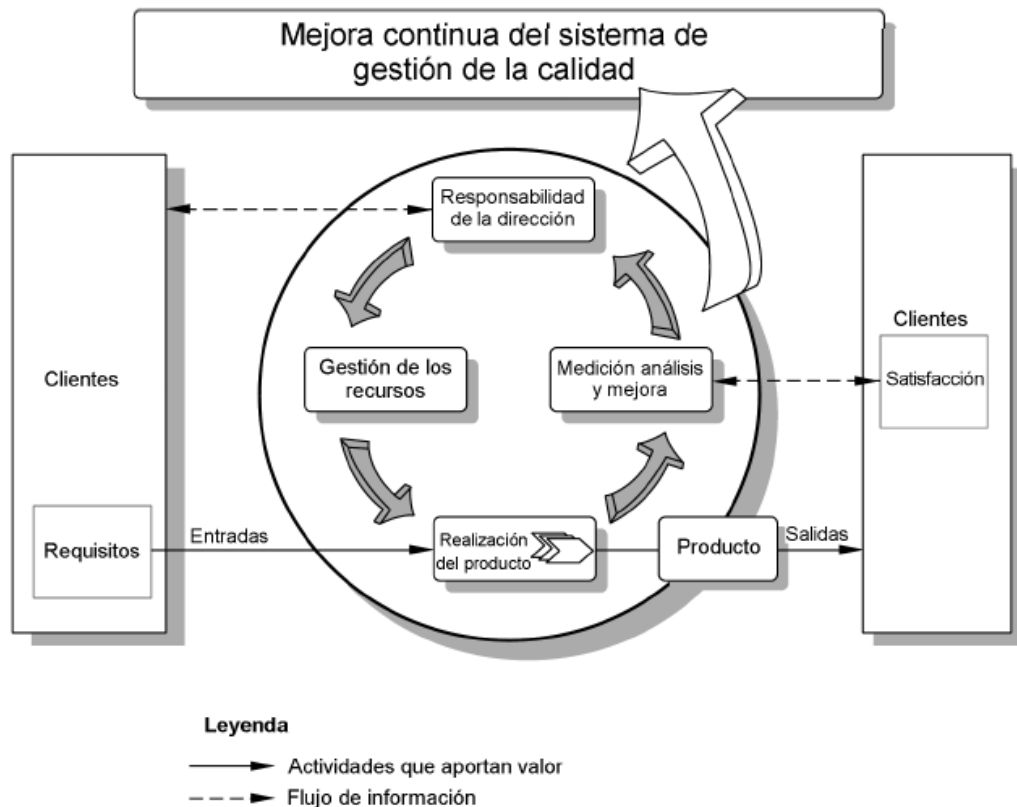 Mejora continua del sistema de
gestión de la calidad
Responsabilidad
de la dirección
Clientes
Gestión de los
recursos
Medición análisis
y mejora
Clientes
Satisfacción
Requisitos
Entradas
Realización
del producto
Producto
Salidas
Leyenda
Actividades que aportan valor
Flujo de información